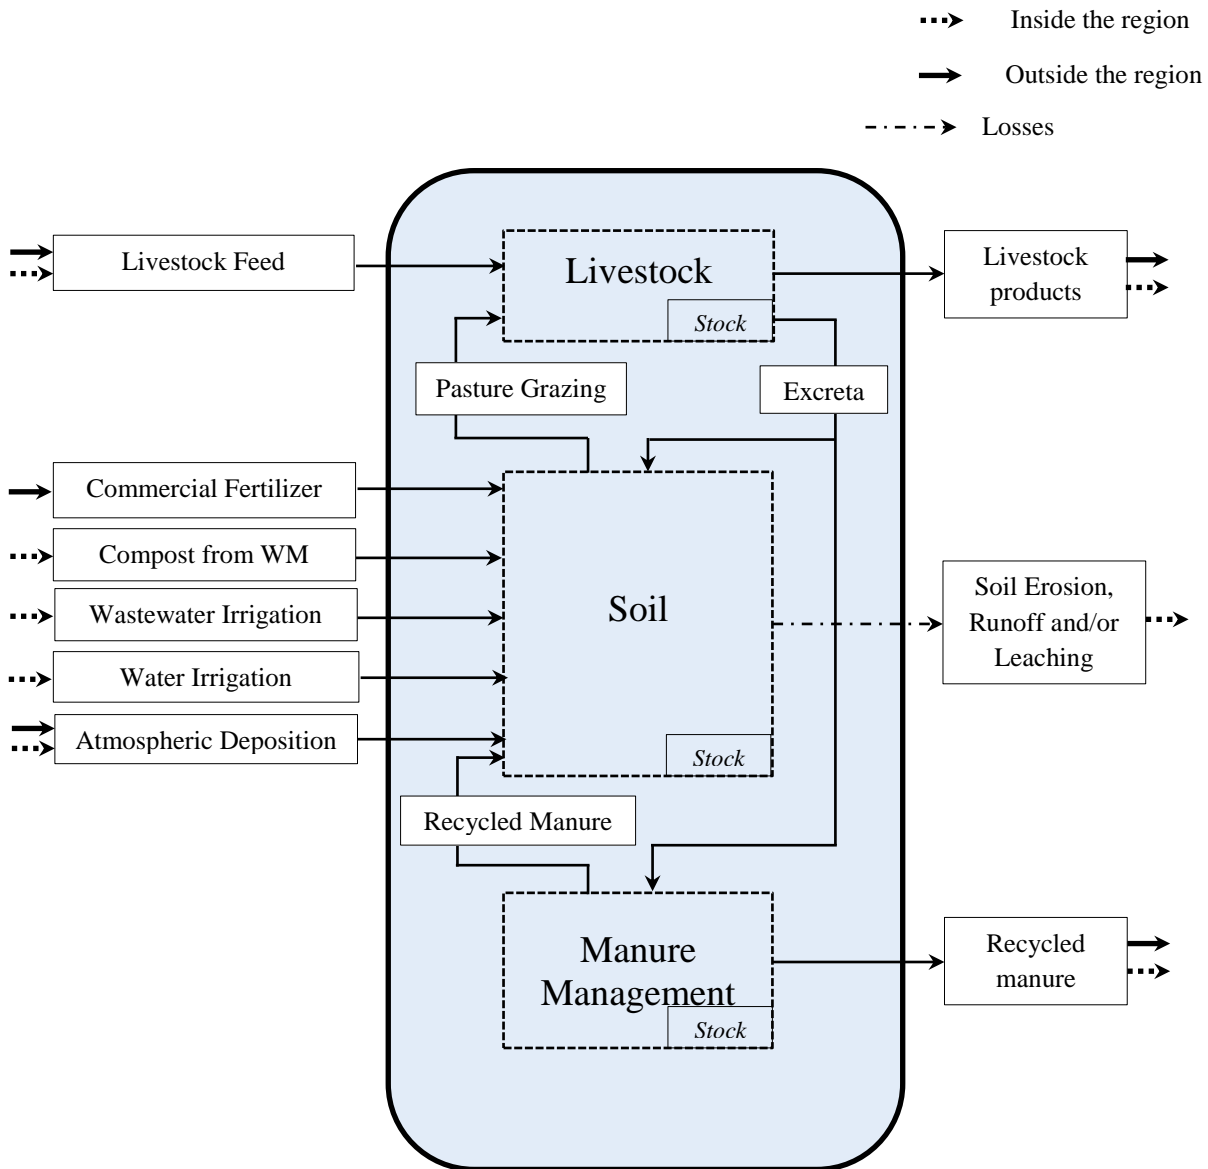 Inside the region
Outside the region
Losses
Livestock Feed
Livestock
Stock
Livestock
products
Pasture Grazing
Excreta
Commercial Fertilizer
Compost from WM
Wastewater Irrigation
Water Irrigation
Atmospheric Deposition
Soil
Stock
Soil Erosion,
Runoff and/or
Leaching
Recycled Manure
Manure
Management
Stock
Recycled
manure